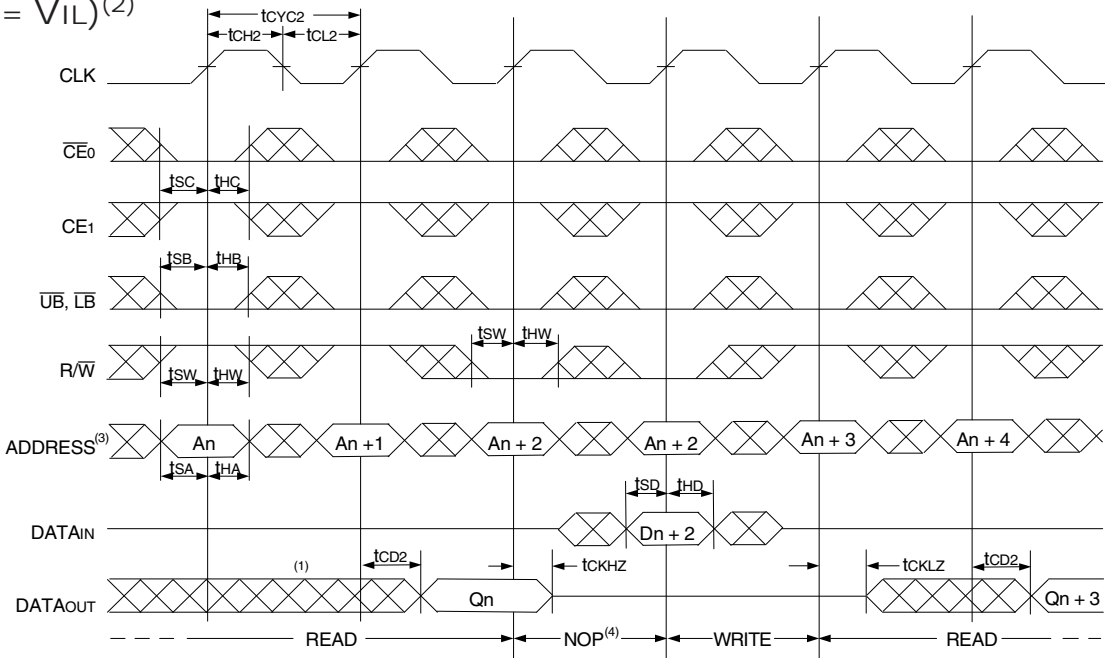 = VIL)(2)
tCYC2
tCH2 tCL2
CLK
CE0
tSC tHC
CE1
tSB tHB
UB, LB
tSW tHW
R/W
tSW tHW
ADDRESS(3) An An + 1 An + 2 An + 2 An + 3 An + 4
tSA tHA
tSD tHD
DATAIN Dn + 2
(1) tCD2 tCKHZ tCKLZ tCD2
DATAOUT Qn Qn + 3
READ NOP(4) WRITE READ